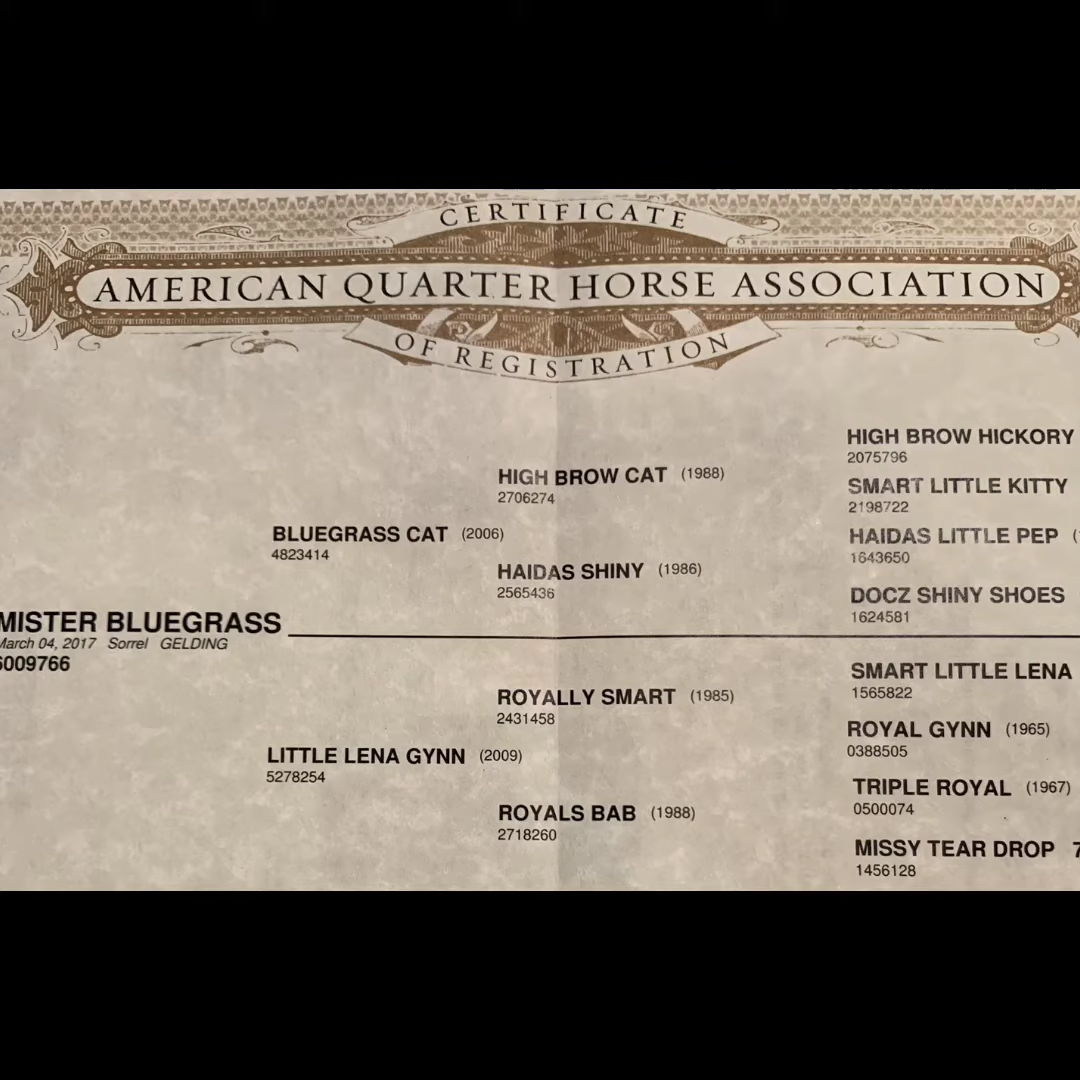 CERTIFICATE
AMERICAN QUARTER HORSE ASSOCIATION
OF REGISTRATION
HIGH BROW HICKORY
2075796
HIGH BROW CAT (1988)
2706274
SMART LITTLE KITTY
2198722
BLUEGRASS CAT (2006)
4823414
HAIDAS LITTLE PEP
1643650
HAIDAS SHINY (1986)
2565436
DOCZ SHINY SHOES
1624581
MISTER BLUEGRASS
March 04, 2017 Sorrel GELDING
6009766
SMART LITTLE LENA
1565822
ROYALLY SMART (1985)
2431458
ROYAL GYNN (1965)
0388505
LITTLE LENA GYNN (2009)
5278254
TRIPLE ROYAL (1967)
0500074
ROYALS BAB (1988)
2718260
MISSY TEAR DROP
1456128